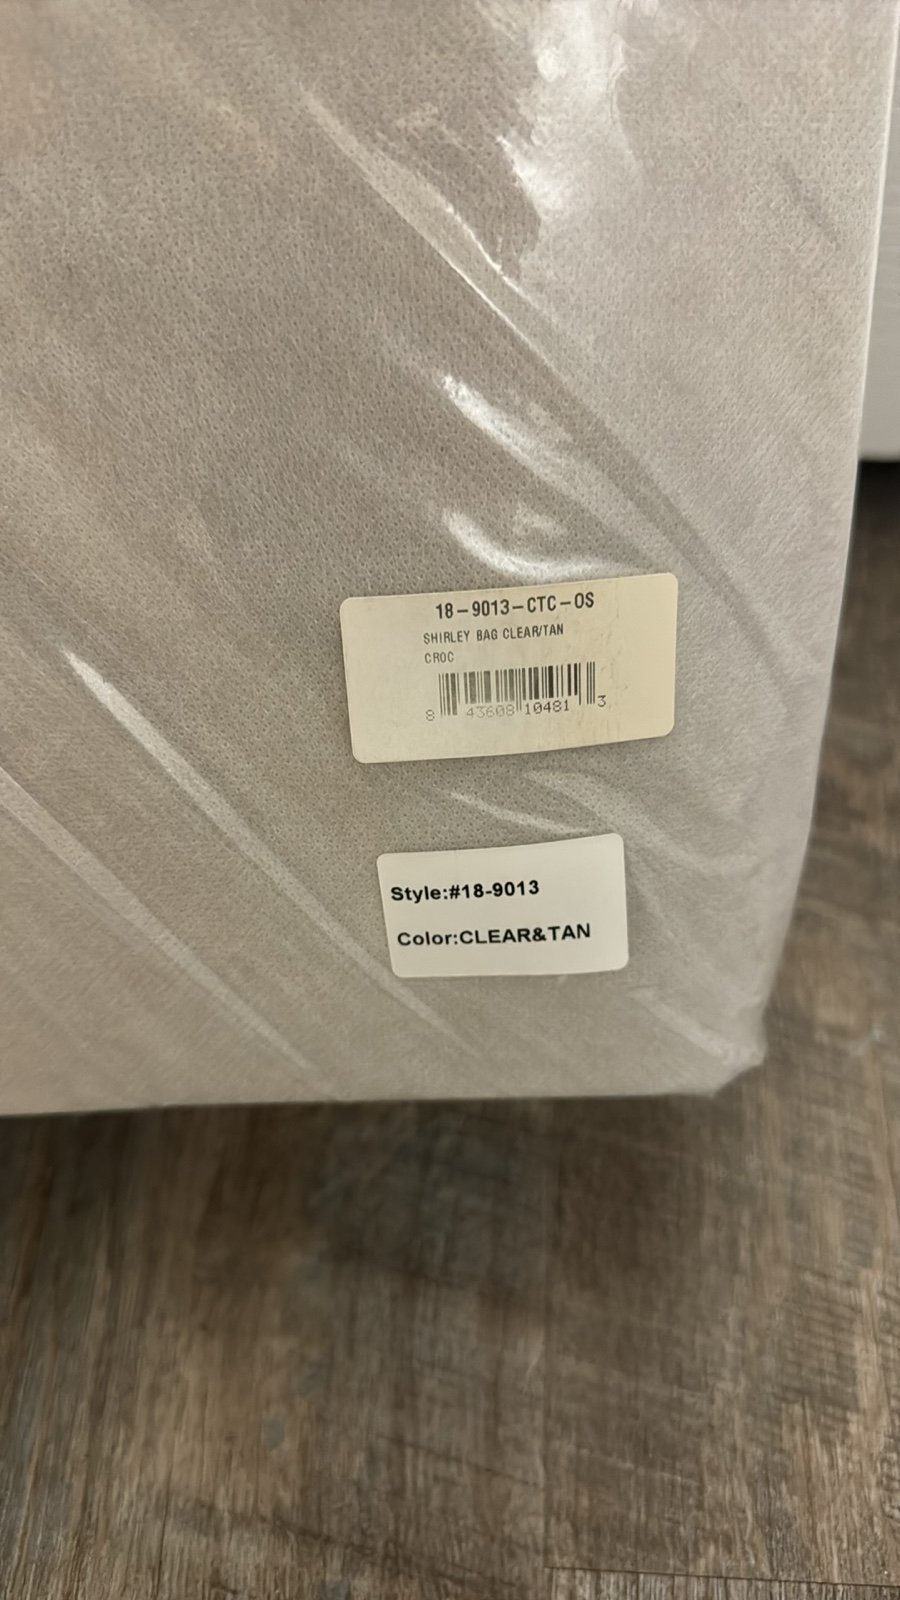 18-9013-CTC-OS
SHIRLEY BAG CLEAR/TAN
CROC
8 43608 10481 3
Style:#18-9013
Color:CLEAR&TAN